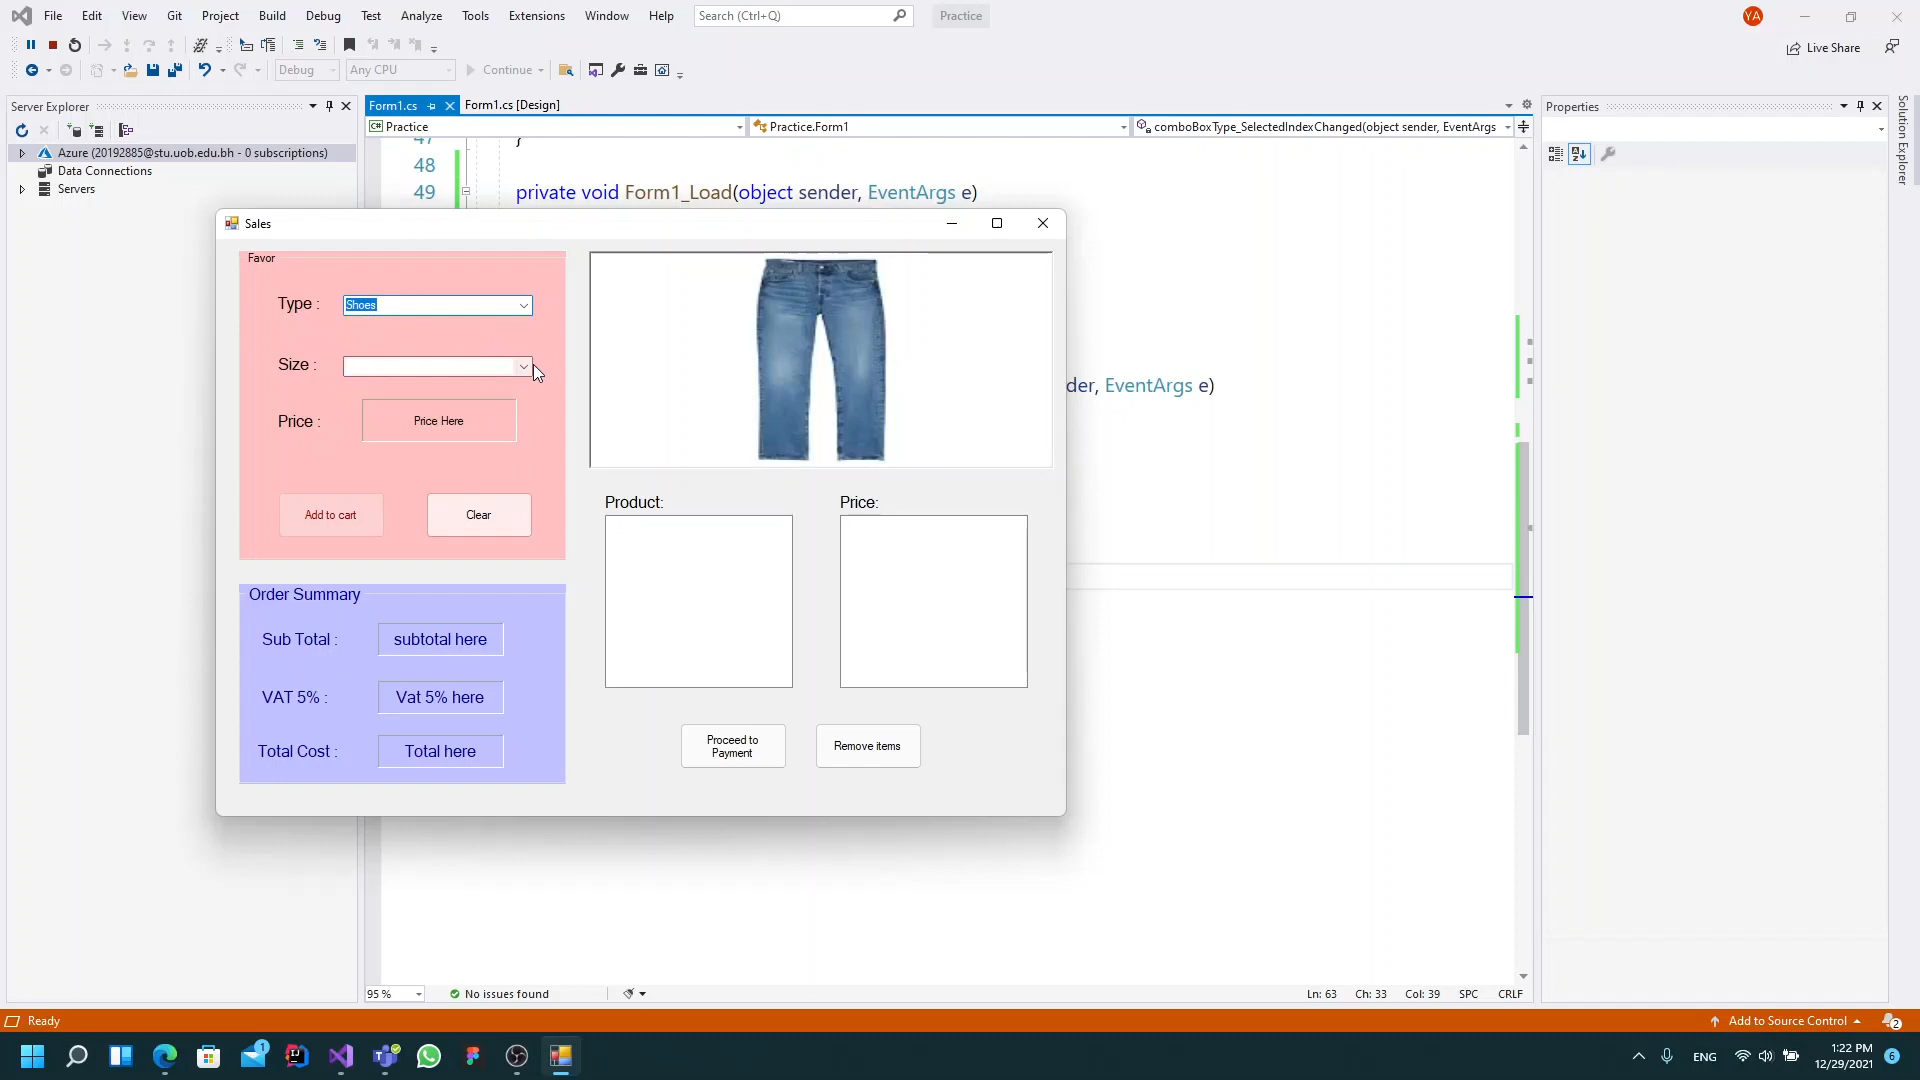 File Edit View Git Project Build Debug Test Analyze Tools Extensions Window Help Search (Ctrl+Q) Practice YA
Live Share
Debug Any CPU Continue
Server Explorer
Form1.cs Form1.cs [Design]
Properties
Solution Explorer
Practice Practice.Form1 comboBoxType_SelectedIndexChanged(object sender, EventArgs
Azure (20192885@stu.uob.edu.bh - 0 subscriptions)
Data Connections
Servers
47 }
48
49 private void Form1_Load(object sender, EventArgs e)
Sales
Favor
Type : Shoes
Size :
der, EventArgs e)
Price : Price Here
Add to cart Clear
Product: Price:
Order Summary
Sub Total : subtotal here
VAT 5% : Vat 5% here
Total Cost : Total here
Proceed to
Payment
Remove items
95 % No issues found Ln: 63 Ch: 33 Col: 39 SPC CRLF
Ready Add to Source Control 2
1 ENG 1:22 PM
12/29/2021 6